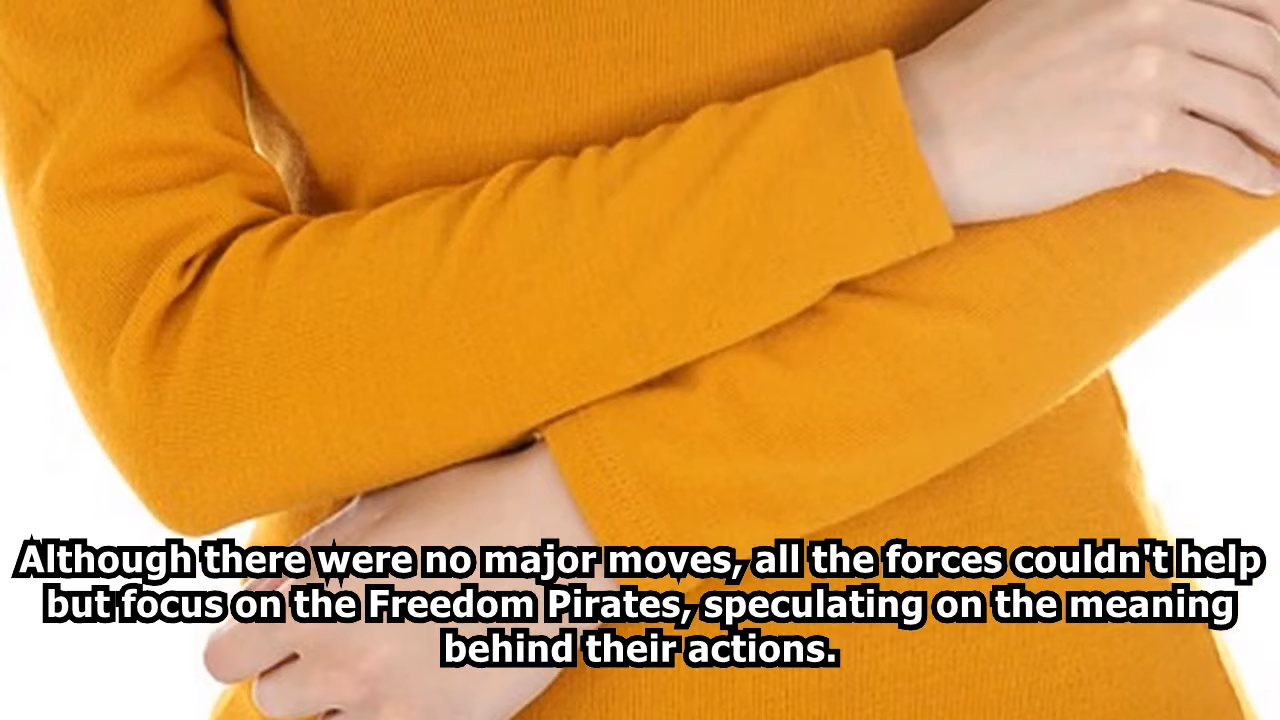 Although there were no major moves, all the forces couldn't help
but focus on the Freedom Pirates, speculating on the meaning
behind their actions.